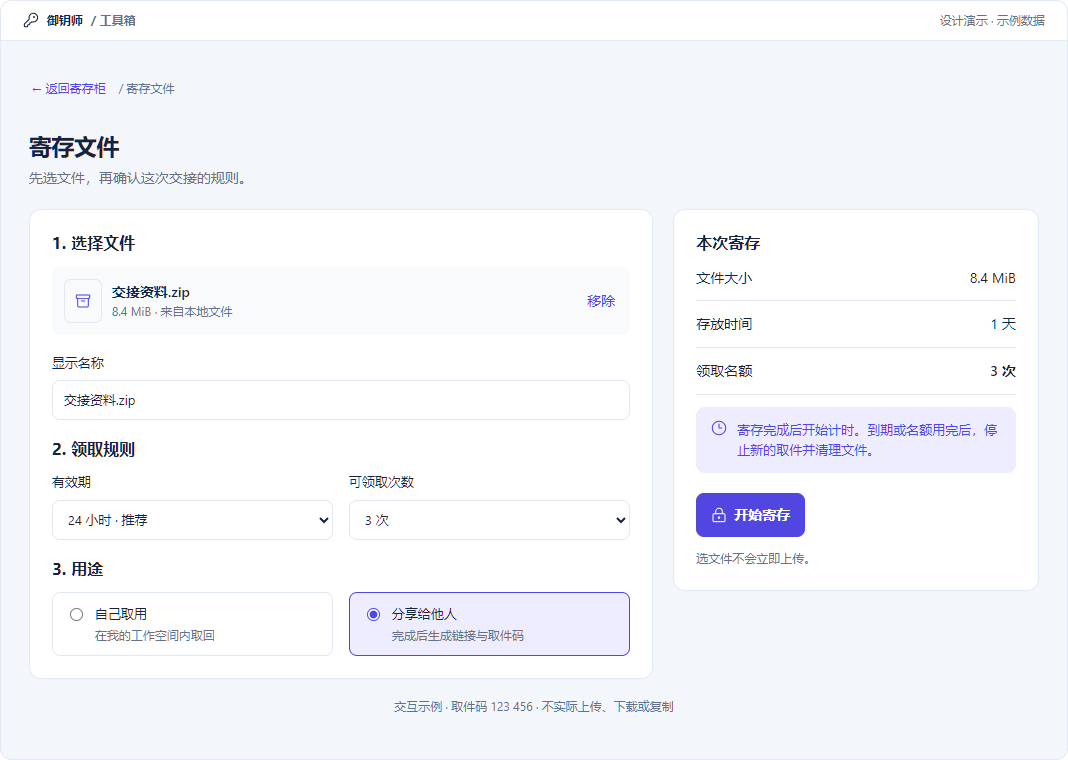 御钥师 / 工具箱
设计演示 · 示例数据
← 返回寄存柜 / 寄存文件
寄存文件
先选文件，再确认这次交接的规则。
1. 选择文件
交接资料.zip
8.4 MiB · 来自本地文件
移除
显示名称
交接资料.zip
2. 领取规则
有效期
可领取次数
24 小时 · 推荐
3 次
3. 用途
自己取用
在我的工作空间内取回
分享给他人
完成后生成链接与取件码
本次寄存
文件大小
8.4 MiB
存放时间
1 天
领取名额
3 次
寄存完成后开始计时。到期或名额用完后，停
止新的取件并清理文件。
开始寄存
选文件不会立即上传。
交互示例 · 取件码 123 456 · 不实际上传、下载或复制